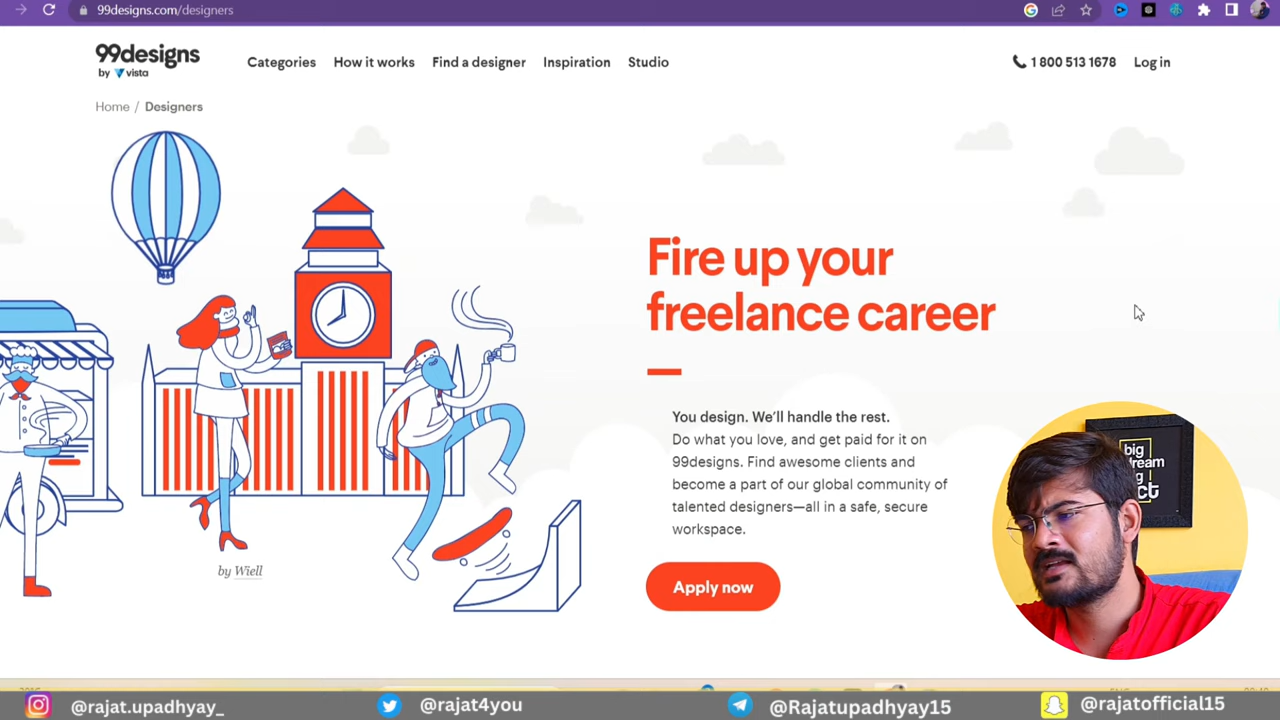 99designs.com/designers
99designs
by vista
Categories
How it works
Find a designer
Inspiration
Studio
1 800 513 1678
Log in
Home / Designers
Fire up your
freelance career
You design. We'll handle the rest.
Do what you love, and get paid for it on
99designs. Find awesome clients and
become a part of our global community of
talented designers—all in a safe, secure
workspace.
by Wiell
Apply now
big
@rajat.upadhyay_
@rajat4you
@Rajatupadhyay15
@rajatofficial15